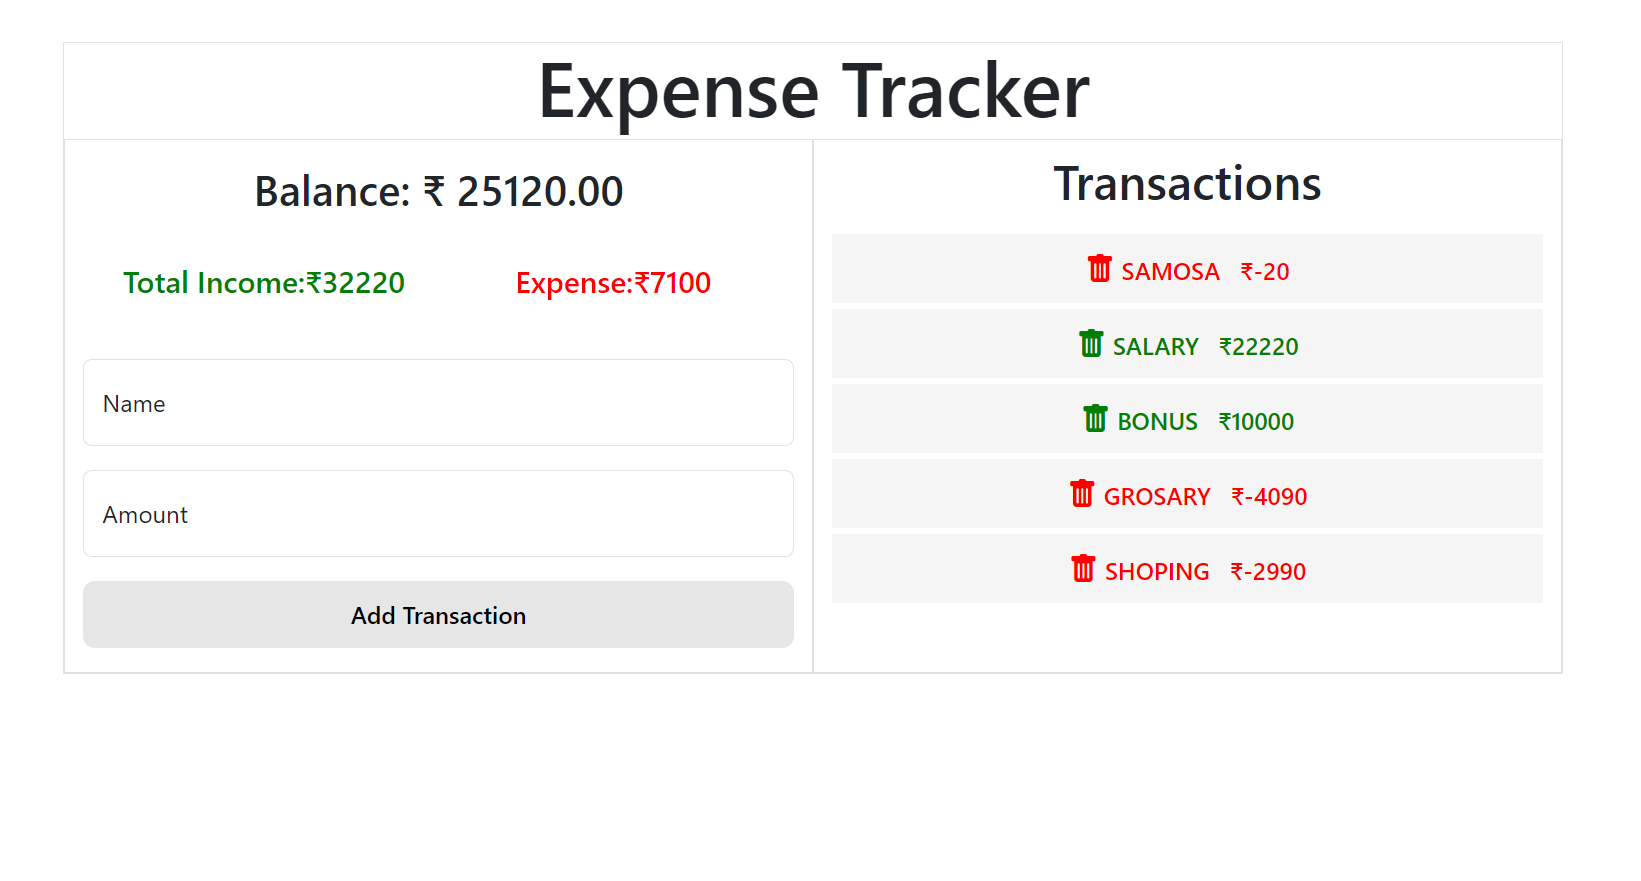 Expense Tracker
Balance: ₹ 25120.00
Total Income:₹32220 Expense:₹7100
Name
Amount
Add Transaction
Transactions
SAMOSA ₹-20
SALARY ₹22220
BONUS ₹10000
GROSARY ₹-4090
SHOPING ₹-2990